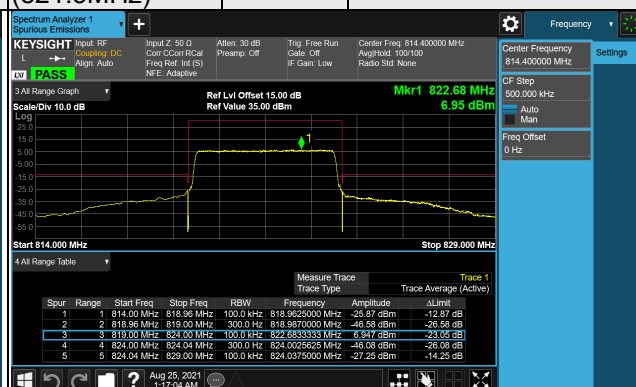 (821.5MHz)
Spectrum Analyzer 1
Spurious Emissions
+
Frequency
KEYSIGHT
L
LXI
PASS
Input: RF
Coupling: DC
Align: Auto
Input Z: 50 Ω
Corr CCorr RCal
Freq Ref: Int (S)
NFE: Adaptive
Atten: 30 dB
Preamp: Off
Trig: Free Run
Gate: Off
IF Gain: Low
Center Freq: 814.400000 MHz
Avg|Hold: 100/100
Radio Std: None
Center Frequency
814.400000 MHz
Settings
CF Step
500.000 kHz
Auto
Man
Freq Offset
0 Hz
3 All Range Graph
Scale/Div 10.0 dB
Ref Lvl Offset 15.00 dB
Ref Value 35.00 dBm
Mkr1 822.68 MHz
6.95 dBm
Log
25.0
15.0
5.00
-5.00
-15.0
-25.0
-35.0
-45.0
-55.0
1
Start 814.000 MHz
Stop 829.000 MHz
4 All Range Table
Measure Trace Trace 1
Trace Type Trace Average (Active)
Spur Range Start Freq Stop Freq RBW Frequency Amplitude ΔLimit
1 1 814.00 MHz 818.96 MHz 100.0 kHz 818.9625000 MHz -25.87 dBm -12.87 dB
2 2 818.96 MHz 819.00 MHz 300.0 Hz 818.9870000 MHz -46.58 dBm -26.58 dB
3 3 819.00 MHz 824.00 MHz 100.0 kHz 822.6833333 MHz 6.947 dBm -23.05 dB
4 4 824.00 MHz 824.04 MHz 300.0 Hz 824.0025625 MHz -46.08 dBm -26.08 dB
5 5 824.04 MHz 829.00 MHz 100.0 kHz 824.0375000 MHz -27.25 dBm -14.25 dB
?
Aug 25, 2021
1:17:04 AM